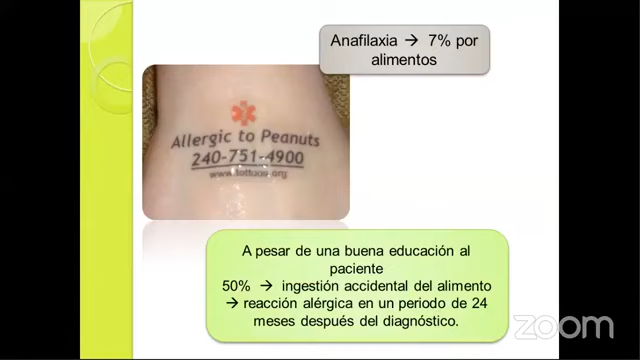 Anafilaxia → 7% por
alimentos
Allergic to Peanuts
240-751-4900
A pesar de una buena educación al
paciente
50% → ingestión accidental del alimento
→ reacción alérgica en un periodo de 24
meses después del diagnóstico.
zoom